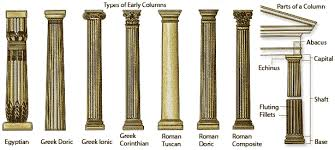 Types of Early Columns
Parts of a Column
Abacus
Echinus
Capital
Shaft
Fluting
Fillets
Base
Egyptian
Greek Doric
Greek Ionic
Greek
Corinthian
Roman
Tuscan
Roman
Doric
Roman
Composite